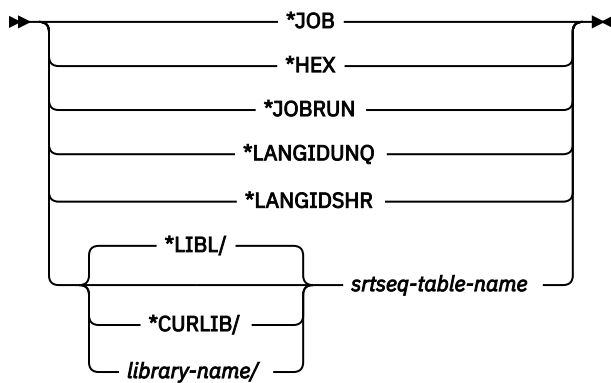 *JOB
*HEX
*JOBRUN
*LANGIDUNQ
*LANGIDSHR
*LIBL/
srtseq-table-name
*CURLIB/
library-name/